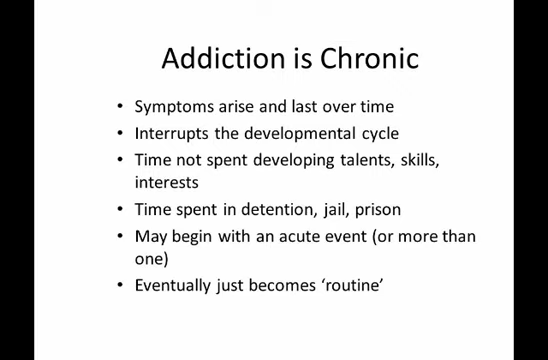 Addiction is Chronic
• Symptoms arise and last over time
• Interrupts the developmental cycle
• Time not spent developing talents, skills,
interests
• Time spent in detention, jail, prison
• May begin with an acute event (or more than
one)
• Eventually just becomes ‘routine’